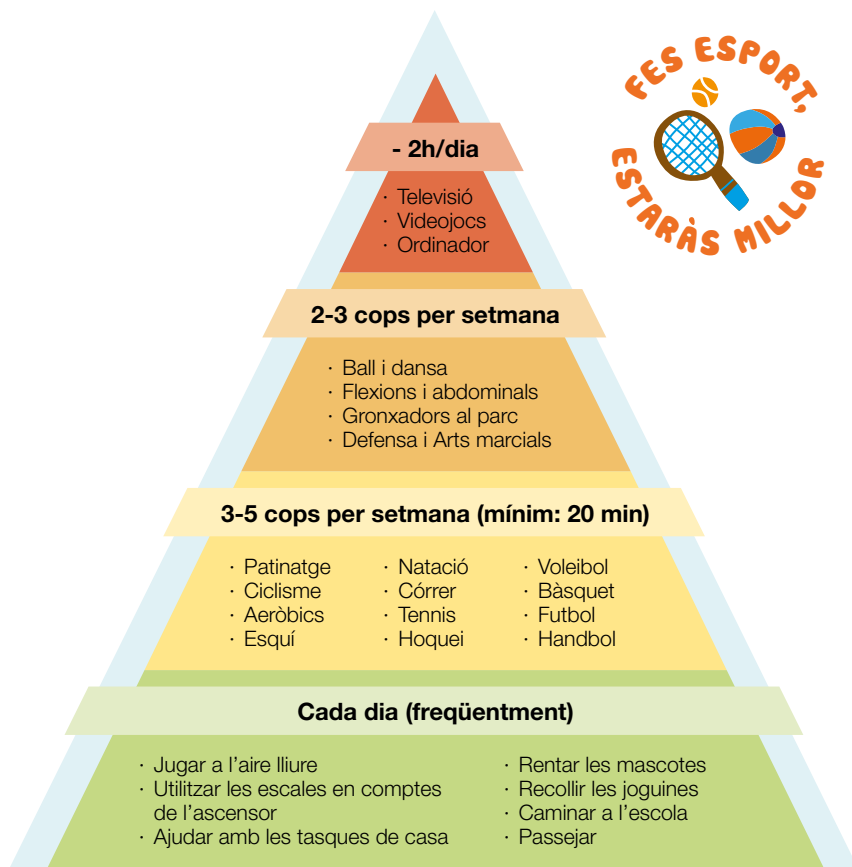 FES ESPORT,
ESTARÀS MILLOR
- 2h/dia
· Televisió
· Videojocs
· Ordinador
2-3 cops per setmana
· Ball i dansa
· Flexions i abdominals
· Gronxadors al parc
· Defensa i Arts marcials
3-5 cops per setmana (mínim: 20 min)
· Patinatge
· Ciclisme
· Aeròbics
· Esquí
· Natació
· Córrer
· Tennis
· Hoquei
· Voleibol
· Bàsquet
· Futbol
· Handbol
Cada dia (freqüentment)
· Jugar a l'aire lliure
· Utilitzar les escales en comptes
de l'ascensor
· Ajudar amb les tasques de casa
· Rentar les mascotes
· Recollir les joguines
· Caminar a l'escola
· Passejar